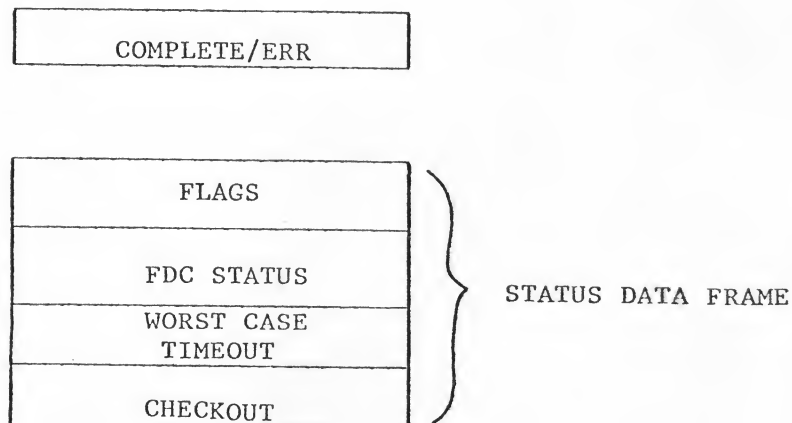 COMPLETE/ERR
FLAGS
FDC STATUS
WORST CASE
TIMEOUT
CHECKOUT
STATUS DATA FRAME